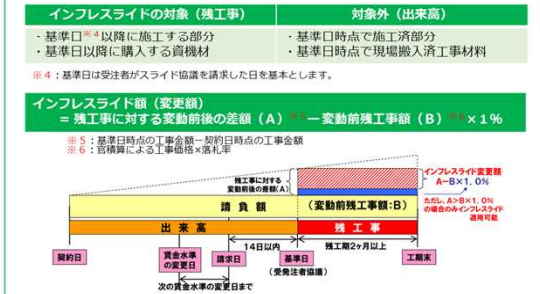 インフレスライドの対象（残工事）
対象外（出来高）
・基準日※４以降に施工する部分
・基準日以降に購入する資機材
・基準日時点で施工済部分
・基準日時点で現場搬入済工事材料
※４：基準日は受注者がスライド協議を請求した日を基本とします。
インフレスライド額（変更額）
＝残工事に対する変動前後の差額（Ａ）※５－変動前残工事額（Ｂ）※６×１％
※５：基準日時点の工事金額－契約日時点の工事金額
※６：官積算による工事価格×落札率
残工事に対する
変動前後の差額(A)
インフレスライド変更額
A－B×1．0％
ただし、A＞B×1．0％
の場合のみインフレスライド
適用可能
請負額
（変動前残工事額：B）
出来高
残工事
14日以内
残工期2ヶ月以上
契約日
賃金水準
の変更日
請求日
基準日
工期末
（受発注者協議）
次の賃金水準の変更日まで